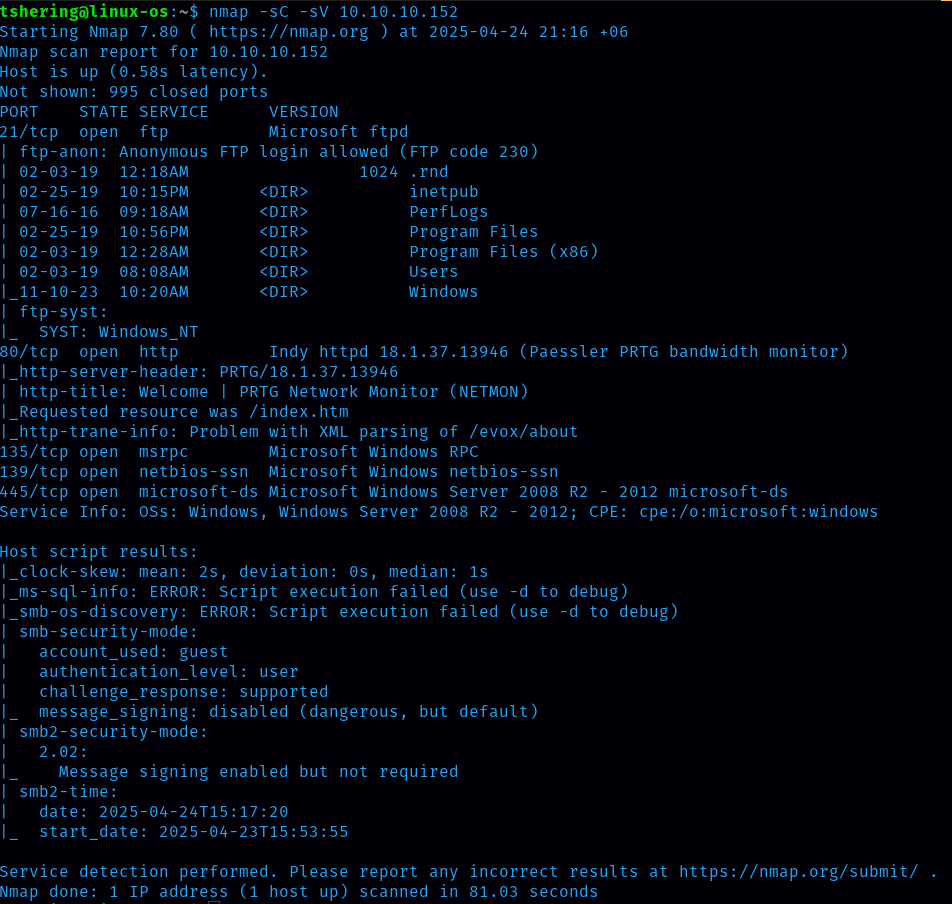 tshering@linux-os:~$ nmap -sC -sV 10.10.10.152
Starting Nmap 7.80 ( https://nmap.org ) at 2025-04-24 21:16 +06
Nmap scan report for 10.10.10.152
Host is up (0.58s latency).
Not shown: 995 closed ports
PORT    STATE SERVICE      VERSION
21/tcp  open  ftp          Microsoft ftpd
| ftp-anon: Anonymous FTP login allowed (FTP code 230)
| 02-03-19  12:18AM                 1024 .rnd
| 02-25-19  10:15PM       <DIR>          inetpub
| 07-16-16  09:18AM       <DIR>          PerfLogs
| 02-25-19  10:56PM       <DIR>          Program Files
| 02-03-19  12:28AM       <DIR>          Program Files (x86)
| 02-03-19  08:08AM       <DIR>          Users
|_11-10-23  10:20AM       <DIR>          Windows
| ftp-syst:
|_  SYST: Windows_NT
80/tcp  open  http         Indy httpd 18.1.37.13946 (Paessler PRTG bandwidth monitor)
|_http-server-header: PRTG/18.1.37.13946
| http-title: Welcome | PRTG Network Monitor (NETMON)
|_Requested resource was /index.htm
|_http-trane-info: Problem with XML parsing of /evox/about
135/tcp open  msrpc        Microsoft Windows RPC
139/tcp open  netbios-ssn  Microsoft Windows netbios-ssn
445/tcp open  microsoft-ds Microsoft Windows Server 2008 R2 - 2012 microsoft-ds
Service Info: OSs: Windows, Windows Server 2008 R2 - 2012; CPE: cpe:/o:microsoft:windows

Host script results:
|_clock-skew: mean: 2s, deviation: 0s, median: 1s
|_ms-sql-info: ERROR: Script execution failed (use -d to debug)
|_smb-os-discovery: ERROR: Script execution failed (use -d to debug)
| smb-security-mode:
|   account_used: guest
|   authentication_level: user
|   challenge_response: supported
|_  message_signing: disabled (dangerous, but default)
| smb2-security-mode:
|   2.02:
|_    Message signing enabled but not required
| smb2-time:
|   date: 2025-04-24T15:17:20
|_  start_date: 2025-04-23T15:53:55

Service detection performed. Please report any incorrect results at https://nmap.org/submit/ .
Nmap done: 1 IP address (1 host up) scanned in 81.03 seconds